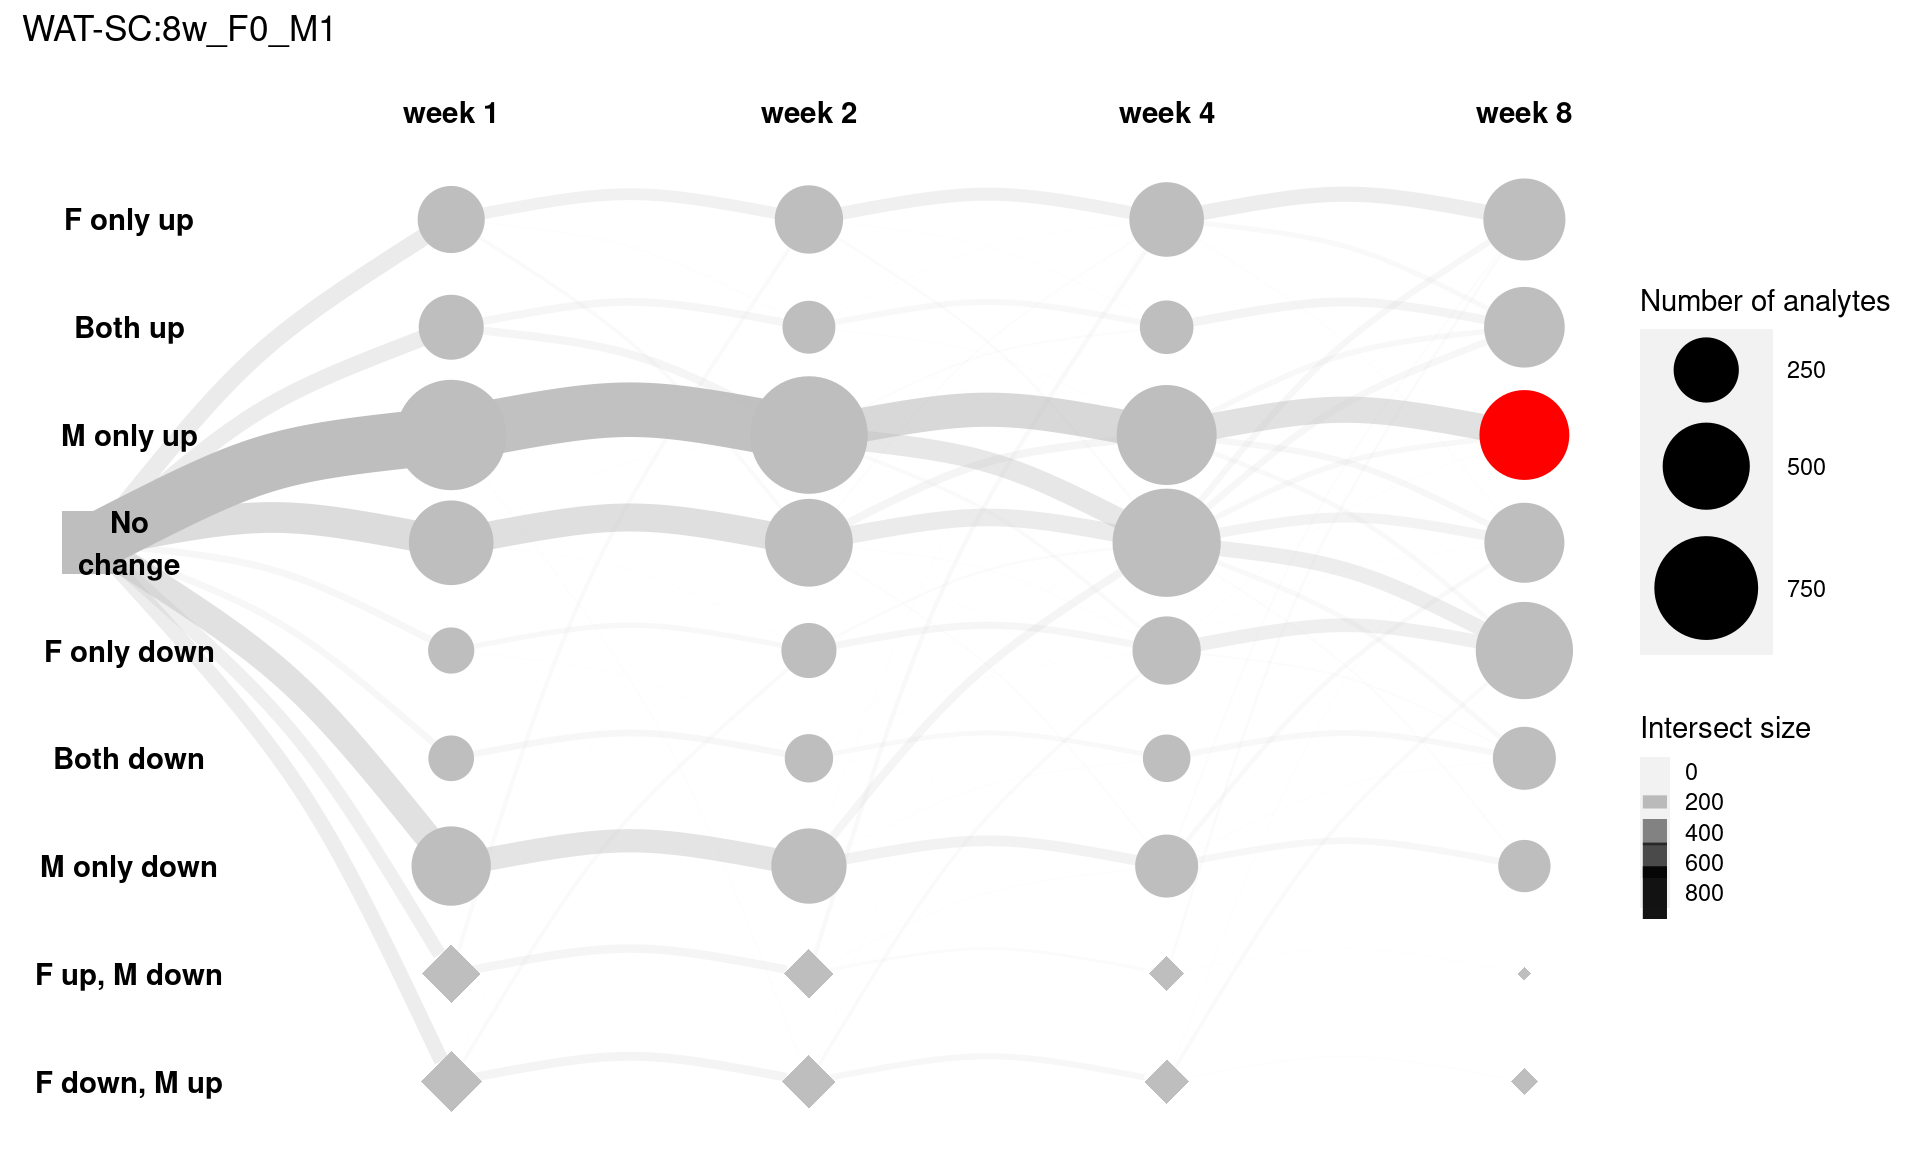 WAT-SC:8w_F0_M1
week 1
week 2
week 4
week 8
F only up
Both up
M only up
No
change
F only down
Both down
M only down
F up, M down
F down, M up
Number of analytes
250
500
750
Intersect size
0
200
400
600
800